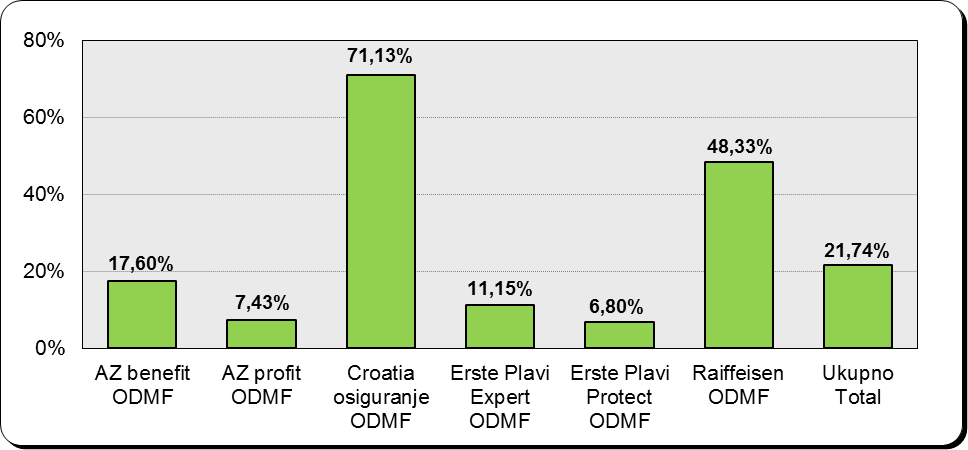 80%
60%
40%
20%
0%
17,60%
7,43%
71,13%
11,15%
6,80%
48,33%
21,74%
AZ benefit
ODMF
AZ profit
ODMF
Croatia
osiguranje
ODMF
Erste Plavi
Expert
ODMF
Erste Plavi
Protect
ODMF
Raiffeisen
ODMF
Ukupno
Total